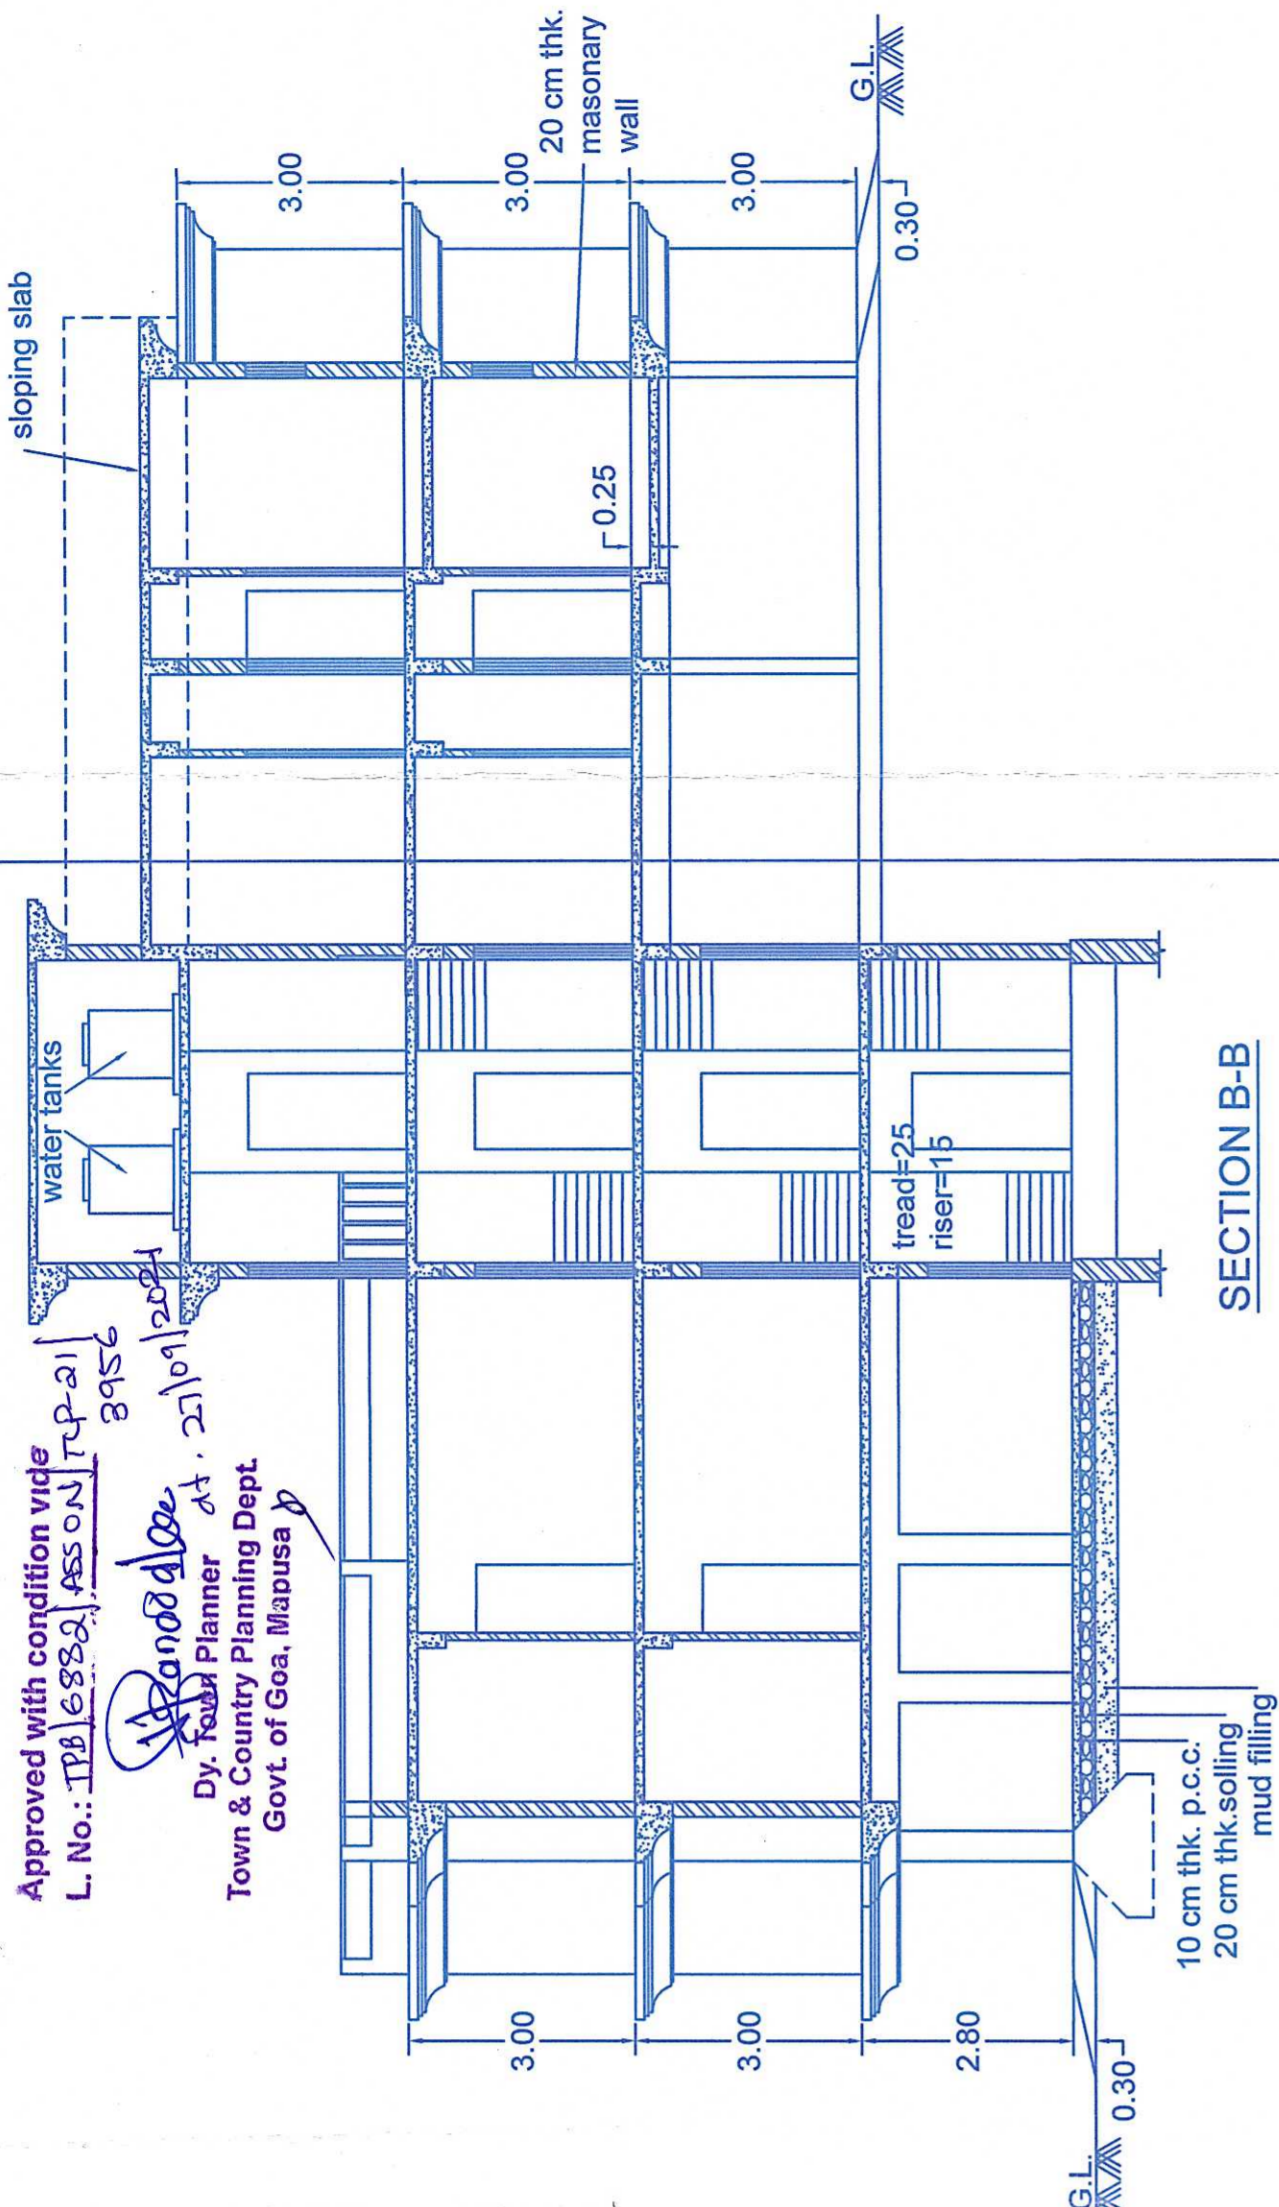 Approved with condition vide
L. No.: TPB/6882/ASSON/TCP-21/
3956
dt. 27/09/2021
Dy. Town Planner
Town & Country Planning Dept.
Govt. of Goa, Mapusa
water tanks
sloping slab
3.00
3.00
3.00
0.30
20 cm thk.
masonary
wall
G.L.
0.25
tread=25
riser=15
3.00
3.00
2.80
0.30
G.L.
10 cm thk. p.c.c.
20 cm thk.solling
mud filling
SECTION B-B